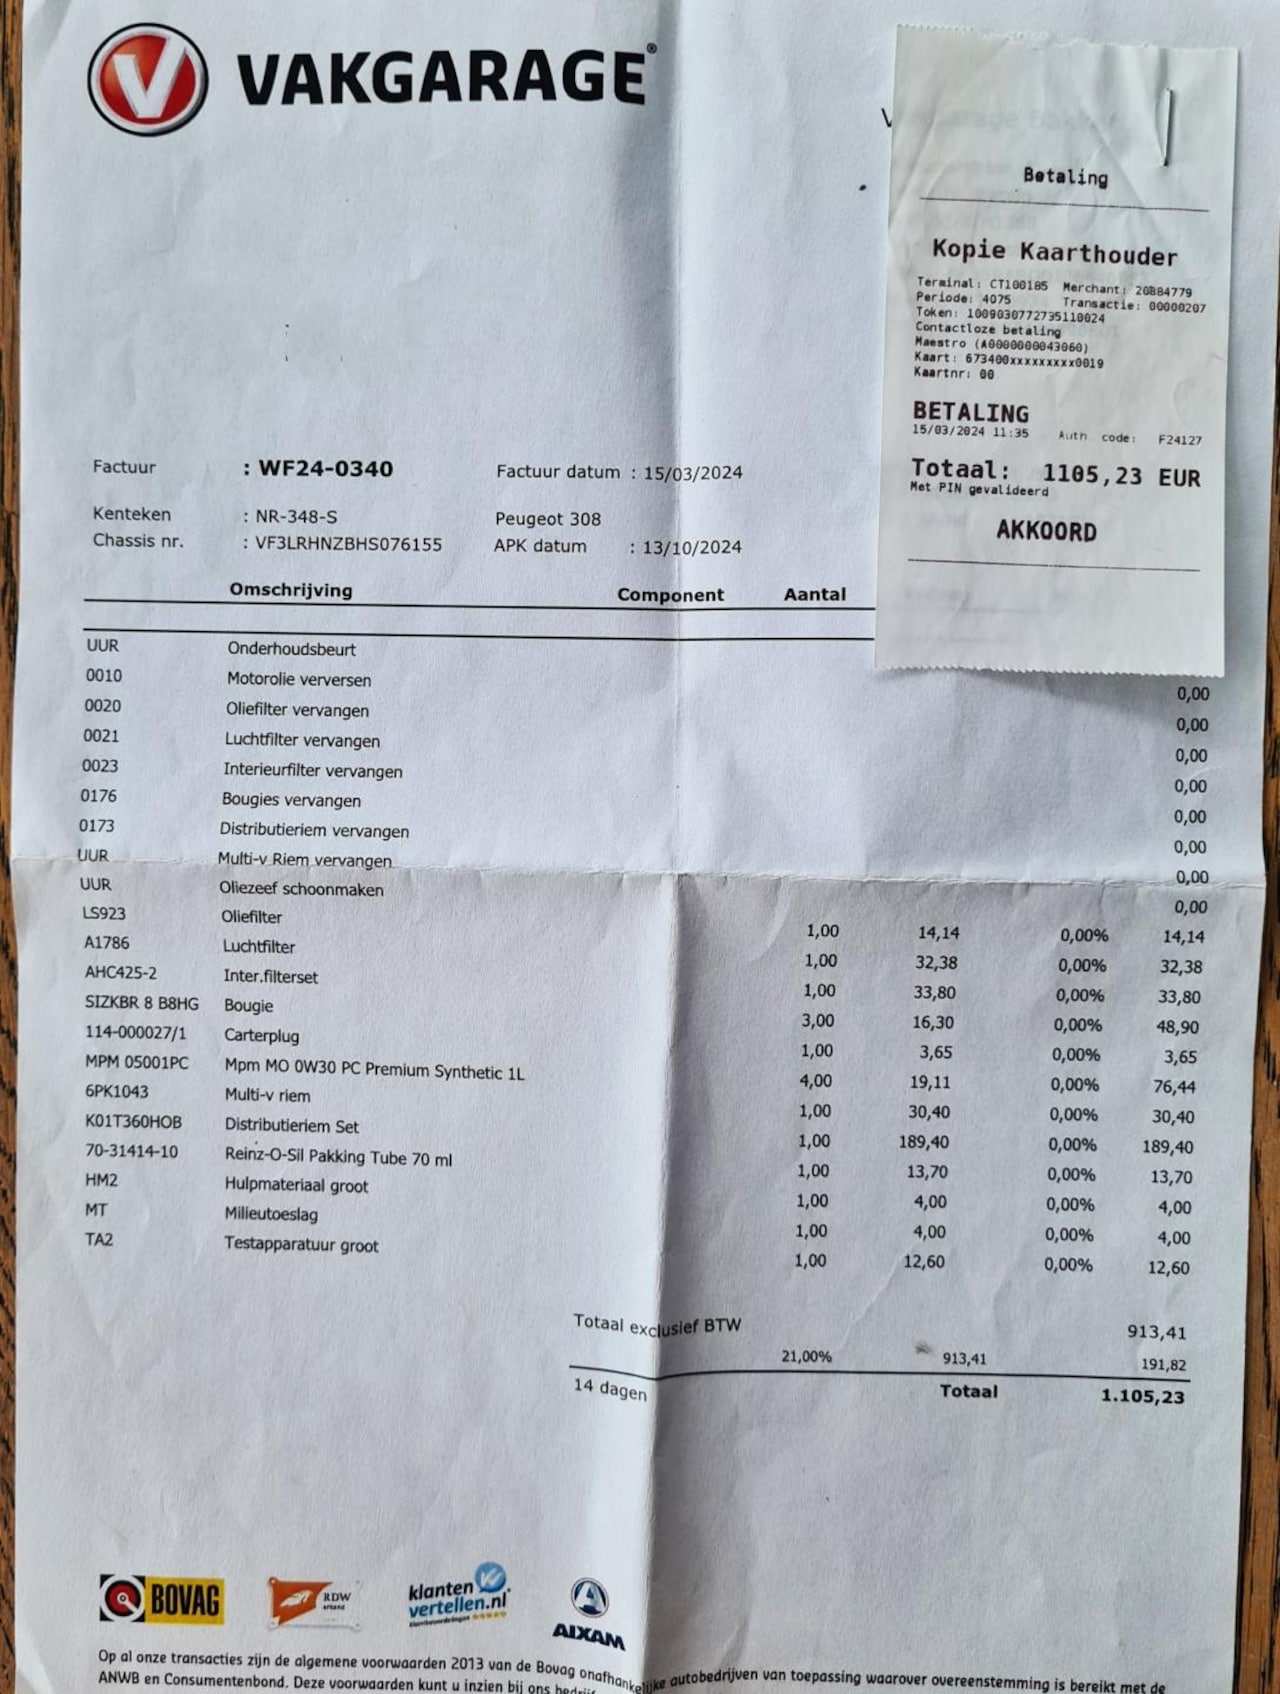 VAKGARAGE®
Betaling
Kopie Kaarthouder
Terminal: CT100185 Merchant: 20884779
Periode: 4075 Transactie: 00000207
Token: 1009030772735110024
Contactloze betaling
Maestro (A0000000043060)
Kaart: 673400xxxxxxxxx0019
Kaartnr: 00
BETALING
15/03/2024 11:35 Auth. code: F24127
Totaal: 1105,23 EUR
Met PIN gevalideerd
AKKOORD
Factuur : WF24-0340 Factuur datum : 15/03/2024
Kenteken : NR-348-S Peugeot 308
Chassis nr. : VF3LRHNZBHS076155 APK datum : 13/10/2024
Omschrijving Component Aantal
UUR Onderhoudsbeurt
0010 Motorolie verversen 0,00
0020 Oliefilter vervangen 0,00
0021 Luchtfilter vervangen 0,00
0023 Interieurfilter vervangen 0,00
0176 Bougies vervangen 0,00
0173 Distributieriem vervangen 0,00
UUR Multi-v Riem vervangen 0,00
UUR Oliezeef schoonmaken 0,00
LS923 Oliefilter 1,00 14,14 0,00% 14,14
A1786 Luchtfilter 1,00 32,38 0,00% 32,38
AHC425-2 Inter.filterset 1,00 33,80 0,00% 33,80
SIZKBR 8 B8HG Bougie 3,00 16,30 0,00% 48,90
114-000027/1 Carterplug 1,00 3,65 0,00% 3,65
MPM 05001PC Mpm MO 0W30 PC Premium Synthetic 1L 4,00 19,11 0,00% 76,44
6PK1043 Multi-v riem 1,00 30,40 0,00% 30,40
K01T360HOB Distributieriem Set 1,00 189,40 0,00% 189,40
70-31414-10 Reinz-O-Sil Pakking Tube 70 ml 1,00 13,70 0,00% 13,70
HM2 Hulpmateriaal groot 1,00 4,00 0,00% 4,00
MT Milieutoeslag 1,00 4,00 0,00% 4,00
TA2 Testapparatuur groot 1,00 12,60 0,00% 12,60
Totaal exclusief BTW 913,41
21,00% 913,41 191,82
14 dagen Totaal 1.105,23
BOVAG
RDW
klanten
vertellen.nl
AIXAM
Op al onze transacties zijn de algemene voorwaarden 2013 van de Bovag onafhankelijke autobedrijven van toepassing waarover overeenstemming is bereikt met de
ANWB en Consumentenbond. Deze voorwaarden kunt u inzien bij ons